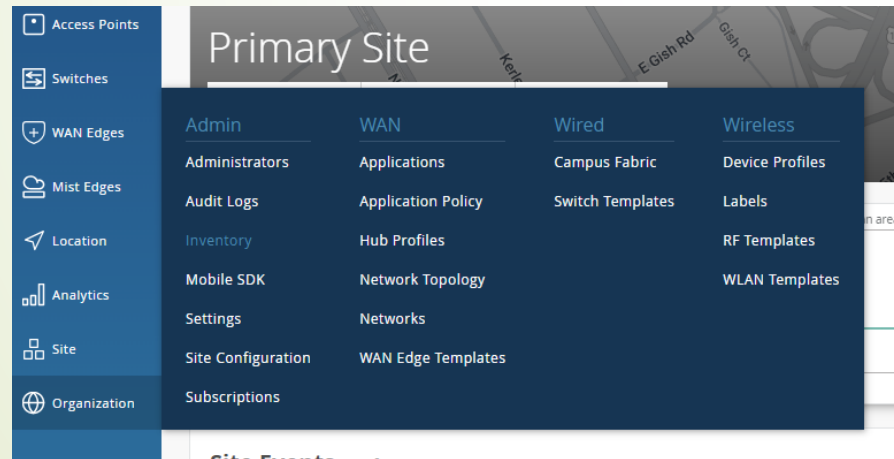 Access Points
Switches
WAN Edges
Mist Edges
Location
Analytics
Site
Organization
Primary Site
E Gish Rd
Gish Ct
Admin
Administrators
Audit Logs
Inventory
Mobile SDK
Settings
Site Configuration
Subscriptions
WAN
Applications
Application Policy
Hub Profiles
Network Topology
Networks
WAN Edge Templates
Wired
Campus Fabric
Switch Templates
Wireless
Device Profiles
Labels
RF Templates
WLAN Templates